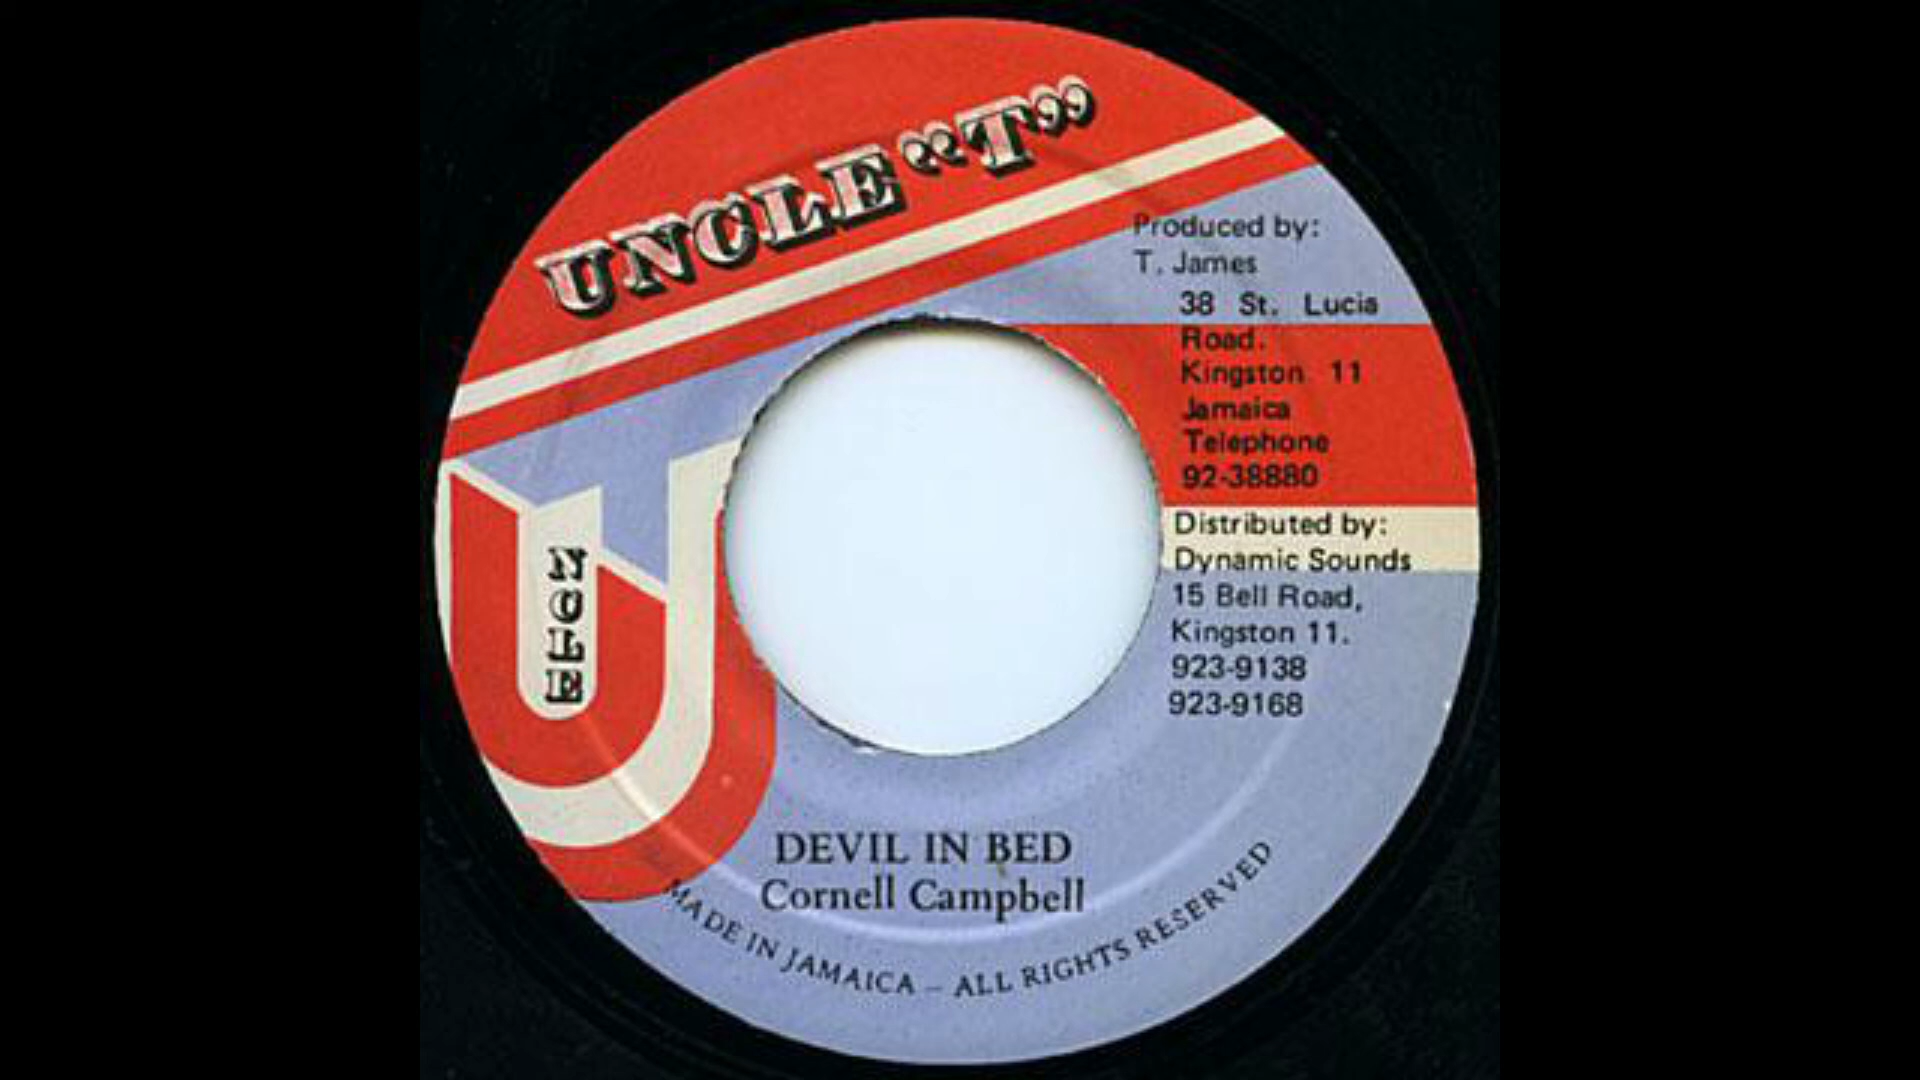 UNCLE “T”
Produced by:
T. James
38 St. Lucia
Road.
Kingston 11
Jamaica
Telephone
92-38880
Distributed by:
Dynamic Sounds
15 Bell Road,
Kingston 11.
923-9138
923-9168
UNCLE
DEVIL IN BED
Cornell Campbell
MADE IN JAMAICA – ALL RIGHTS RESERVED